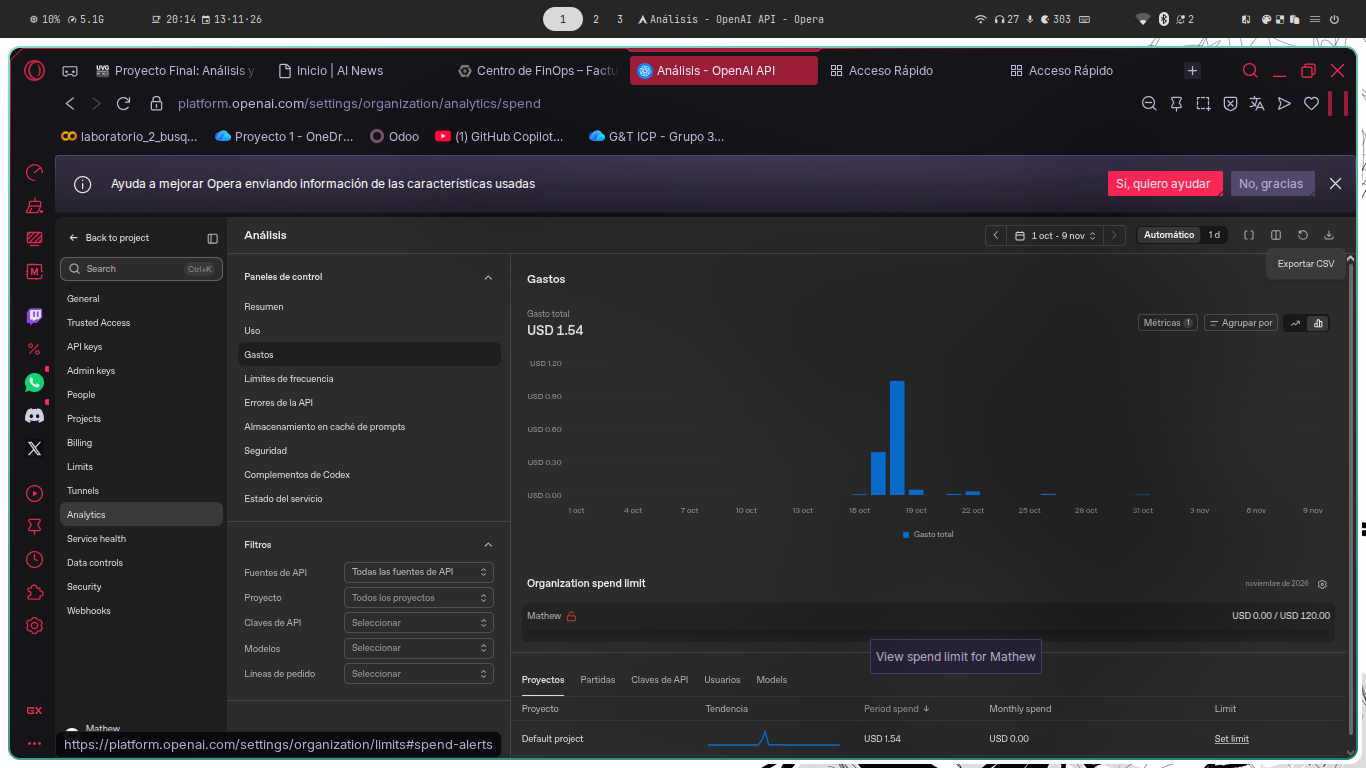 10% 5.1G 20:14 13-11-26 1 2 3 Análisis - OpenAI API - Opera 27 303 2
UVG Proyecto Final: Análisis y Inicio | AI News Centro de FinOps – Factu Análisis - OpenAI API Acceso Rápido Acceso Rápido
platform.openai.com/settings/organization/analytics/spend
laboratorio_2_busq... Proyecto 1 - OneDr... Odoo (1) GitHub Copilot... G&T ICP - Grupo 3...
Ayuda a mejorar Opera enviando información de las características usadas Sí, quiero ayudar No, gracias
Back to project
Search Ctrl+K
General
Trusted Access
API keys
Admin keys
People
Projects
Billing
Limits
Tunnels
Analytics
Service health
Data controls
Security
Webhooks
Mathew
GX
https://platform.openai.com/settings/organization/limits#spend-alerts
Análisis 1 oct - 9 nov Automático 1 d
Exportar CSV
Paneles de control
Resumen
Uso
Gastos
Límites de frecuencia
Errores de la API
Almacenamiento en caché de prompts
Seguridad
Complementos de Codex
Estado del servicio
Filtros
Fuentes de API Todas las fuentes de API
Proyecto Todos los proyectos
Claves de API Seleccionar
Modelos Seleccionar
Líneas de pedido Seleccionar
Gastos
Gasto total
USD 1.54
Métricas 1 Agrupar por
USD 1.20
USD 0.90
USD 0.60
USD 0.30
USD 0.00
1 oct 4 oct 7 oct 10 oct 13 oct 16 oct 19 oct 22 oct 25 oct 28 oct 31 oct 3 nov 6 nov 9 nov
Gasto total
Organization spend limit noviembre de 2026
Mathew USD 0.00 / USD 120.00
View spend limit for Mathew
Proyectos Partidas Claves de API Usuarios Models
Proyecto Tendencia Period spend Monthly spend Limit
Default project USD 1.54 USD 0.00 Set limit